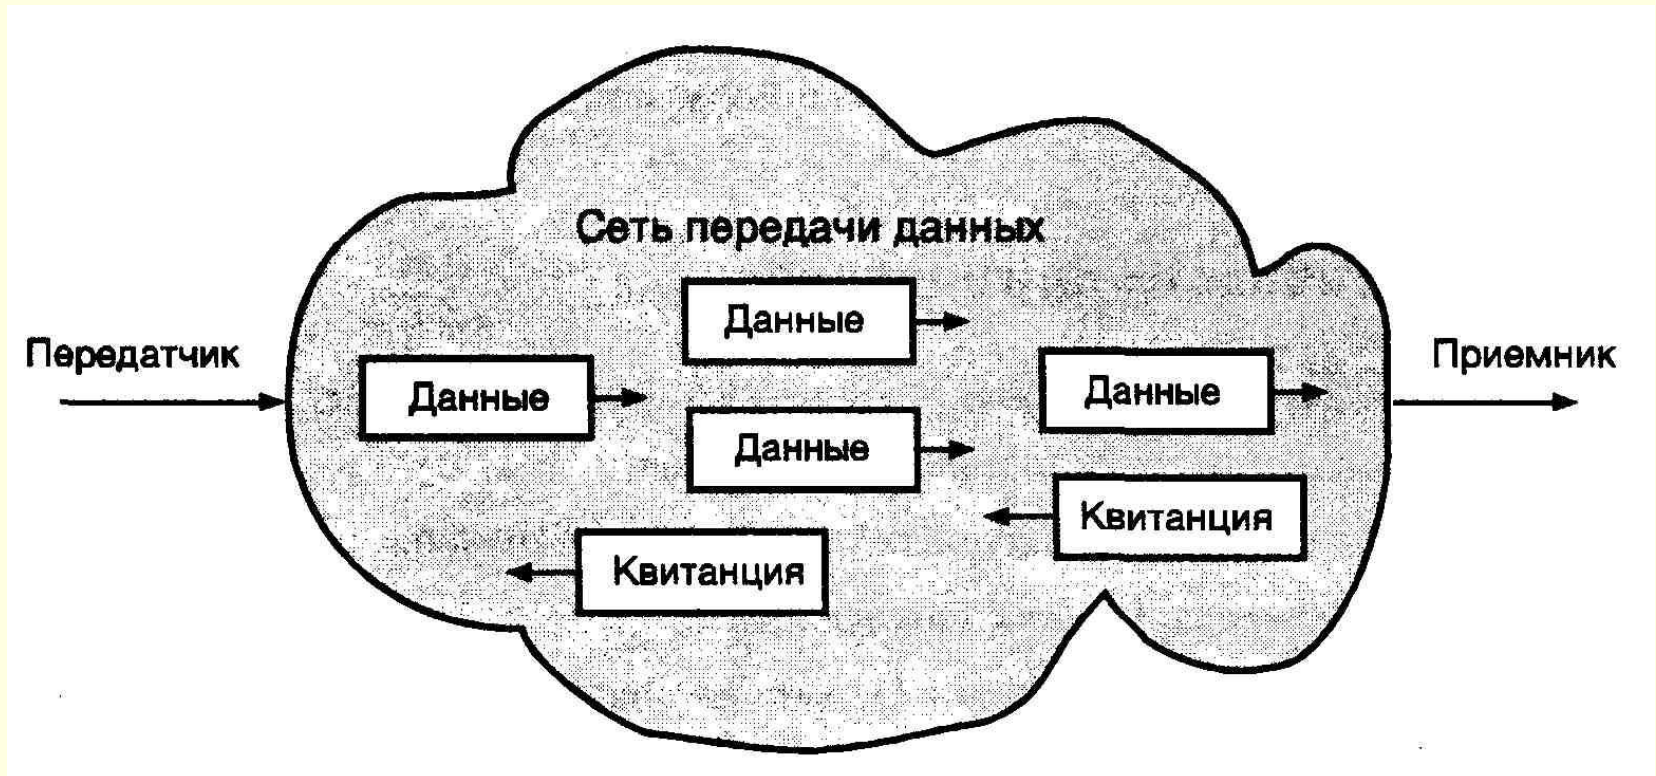 Сеть передачи данных
Данные
Передатчик
Приемник
Данные
Данные
Данные
Квитанция
Квитанция